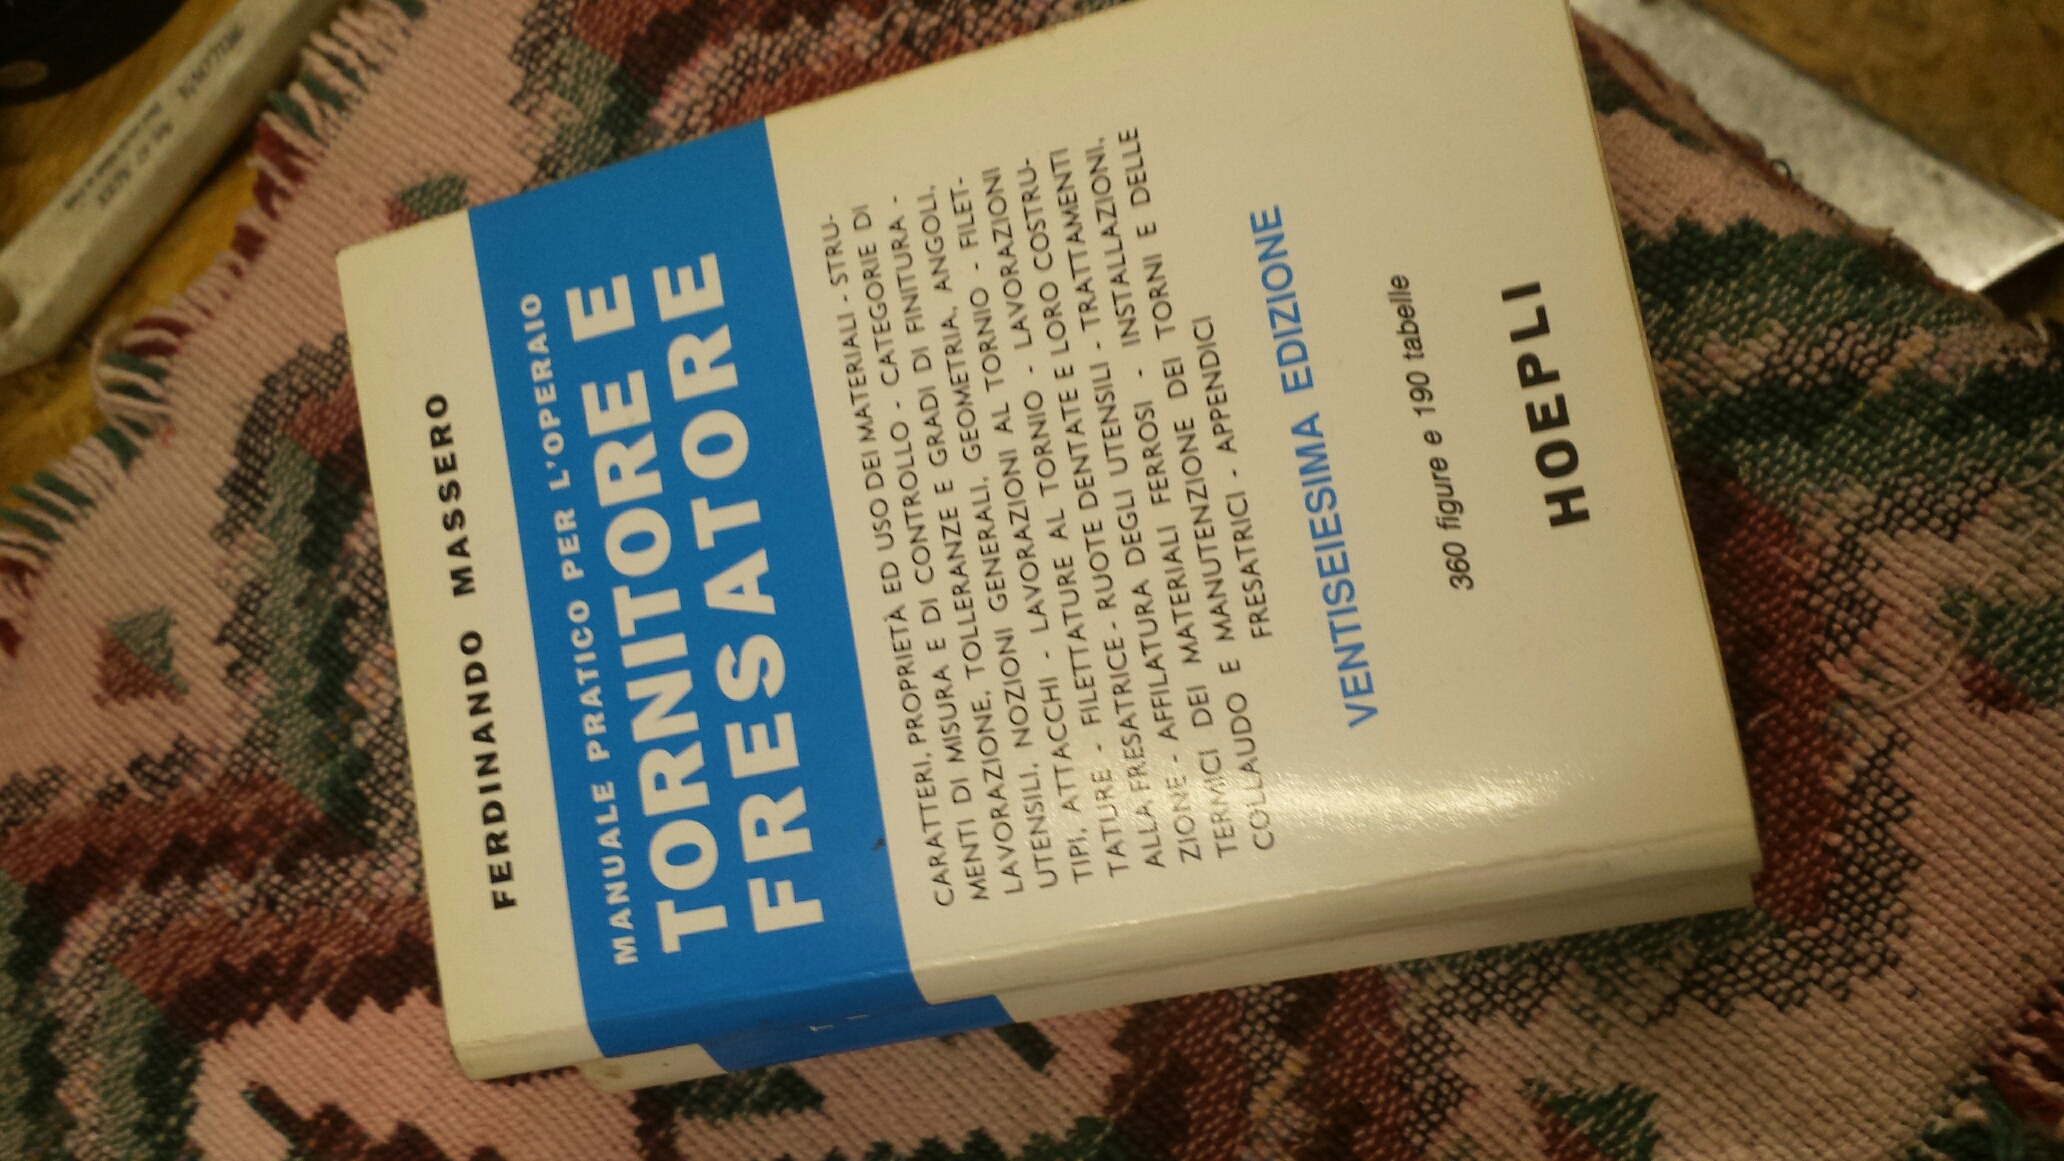 FERDINANDO MASSERO
MANUALE PRATICO PER L'OPERAIO
TORNITORE E
FRESATORE
CARATTERI, PROPRIETÀ ED USO DEI MATERIALI - STRU-
MENTI DI MISURA E DI CONTROLLO - CATEGORIE DI
LAVORAZIONE, TOLLERANZE E GRADI DI FINITURA -
UTENSILI, NOZIONI GENERALI, GEOMETRIA, ANGOLI,
TIPI, ATTACCHI - LAVORAZIONI AL TORNIO - FILET-
TATURE - FILETTATURE AL TORNIO - LAVORAZIONI
ALLA FRESATRICE - RUOTE DENTATE E LORO COSTRU-
ZIONE - AFFILATURA DEGLI UTENSILI - TRATTAMENTI
TERMICI DEI MATERIALI FERROSI - INSTALLAZIONI,
COLLAUDO E MANUTENZIONE DEI TORNI E DELLE
FRESATRICI - APPENDICI
VENTISEIESIMA EDIZIONE
360 figure e 190 tabelle
HOEPLI